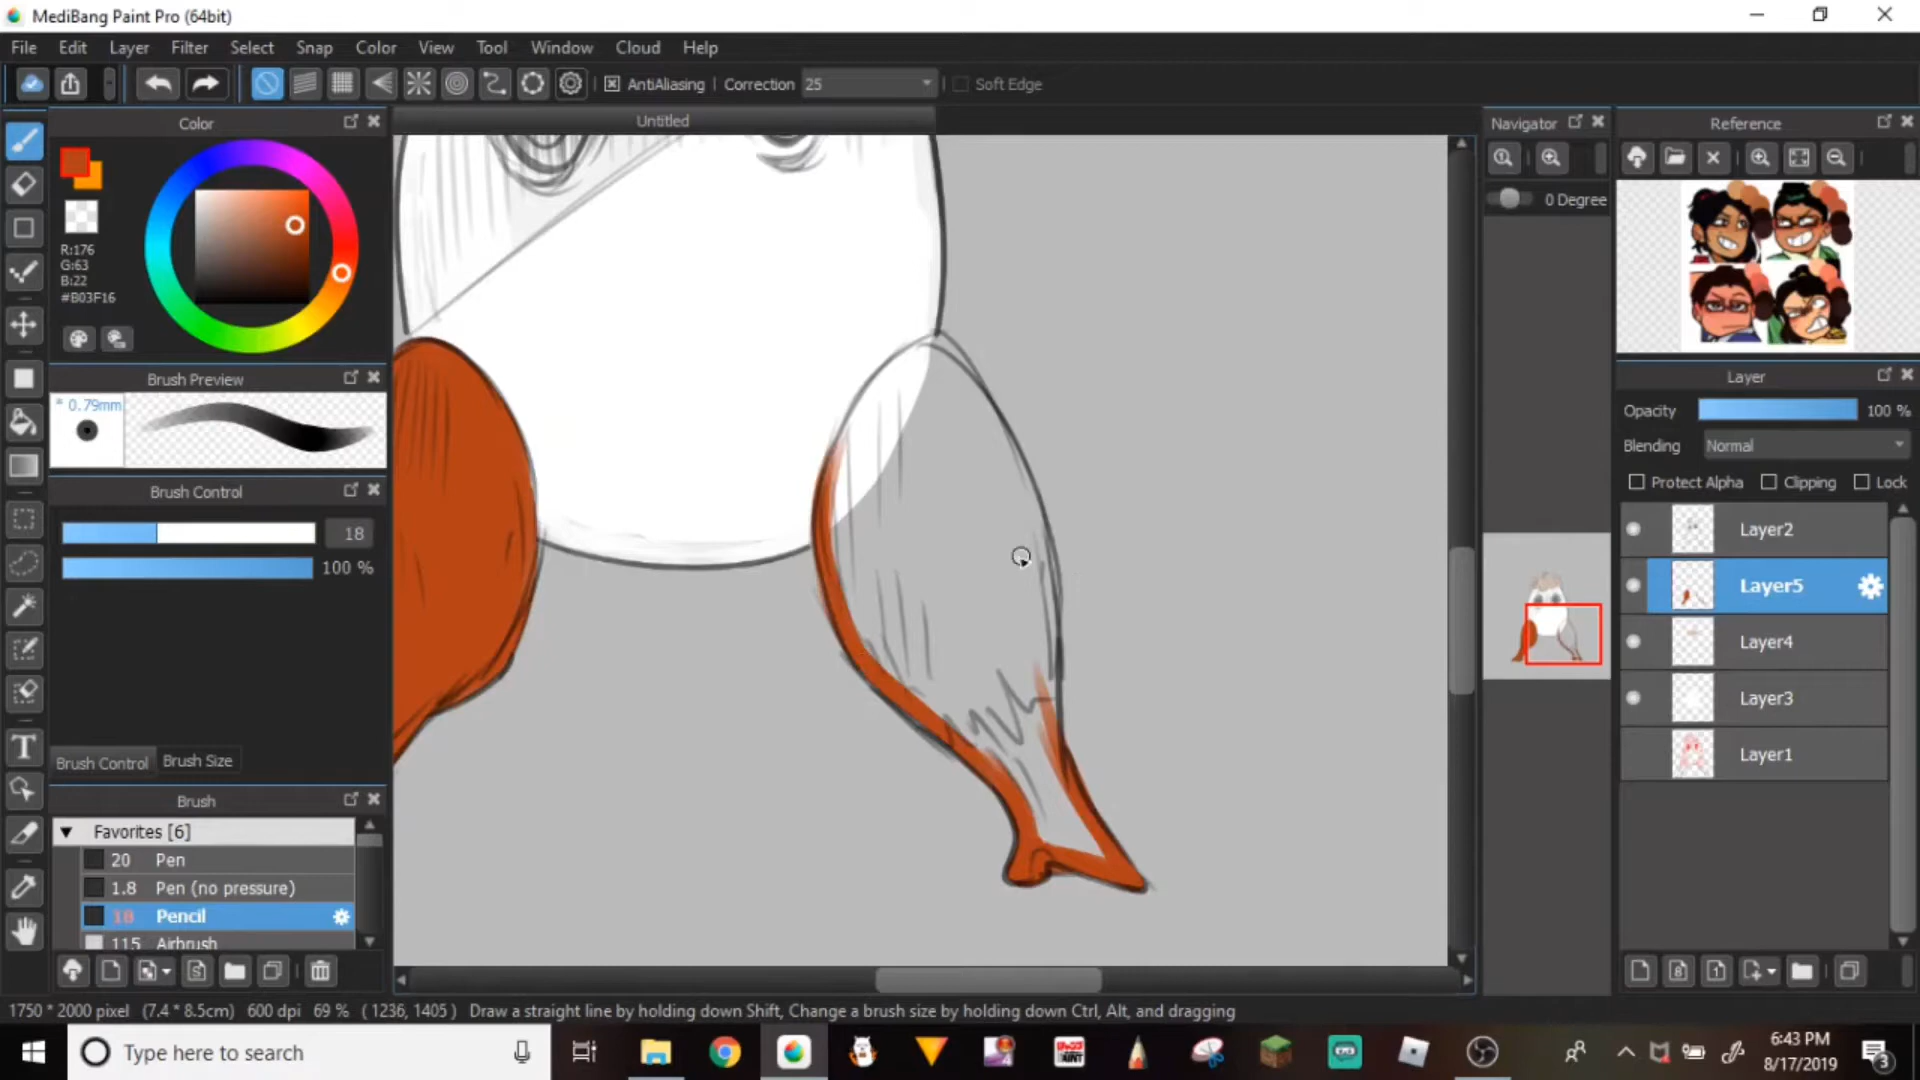 MediBang Paint Pro (64bit)
File Edit Layer Filter Select Snap Color View Tool Window Cloud Help
AntiAliasing Correction 25 Soft Edge
Color
Untitled
Navigator
Reference
R:176
G:63
B:22
#B03F16
0 Degree
Brush Preview
* 0.79mm
Layer
Opacity 100 %
Blending Normal
Protect Alpha Clipping Lock
Brush Control
18
100 %
Layer2
Layer5
Layer4
Layer3
Layer1
Brush Control Brush Size
Brush
Favorites [6]
20 Pen
1.8 Pen (no pressure)
18 Pencil
115 Airbrush
1750 * 2000 pixel (7.4 * 8.5cm) 600 dpi 69 % ( 1236, 1405 ) Draw a straight line by holding down Shift, Change a brush size by holding down Ctrl, Alt, and dragging
Type here to search
6:43 PM
8/17/2019
3